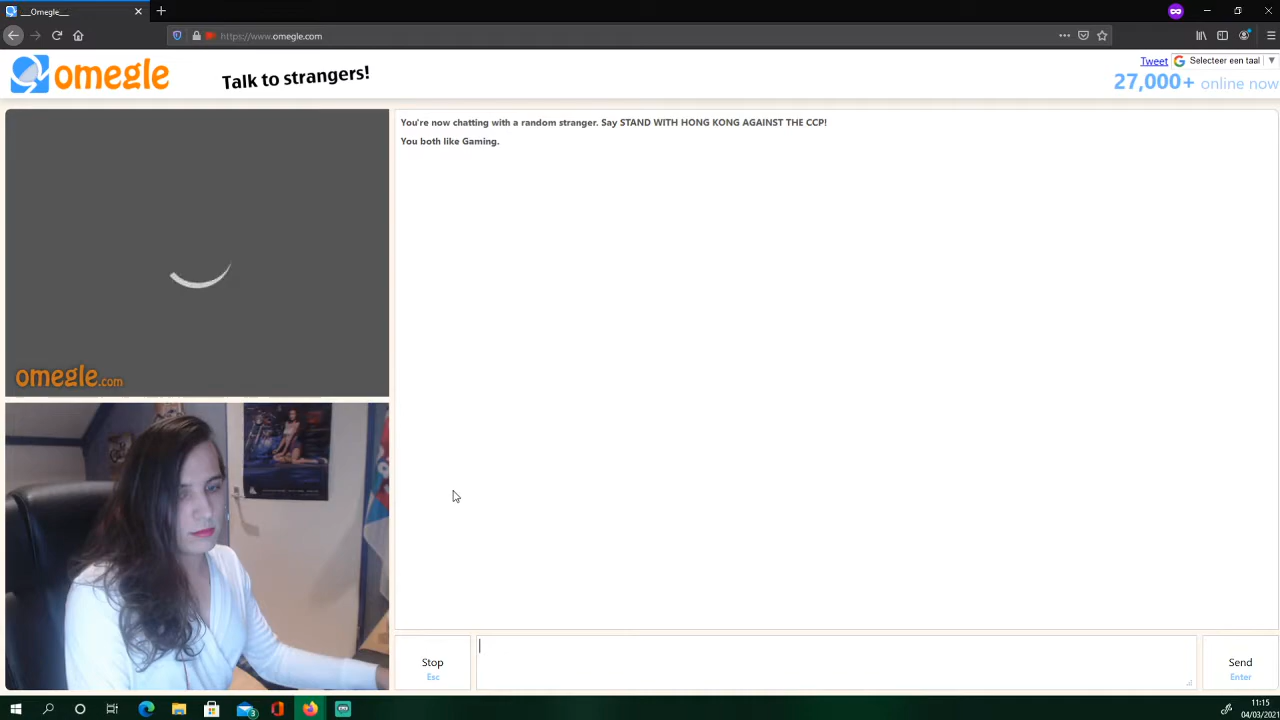 __Omegle__
https://www.omegle.com
omegle
Talk to strangers!
Tweet
Selecteer een taal
27,000+ online now
You're now chatting with a random stranger. Say STAND WITH HONG KONG AGAINST THE CCP!
You both like Gaming.
omegle.com
Stop
Esc
Send
Enter
3
11:15
04/03/2021